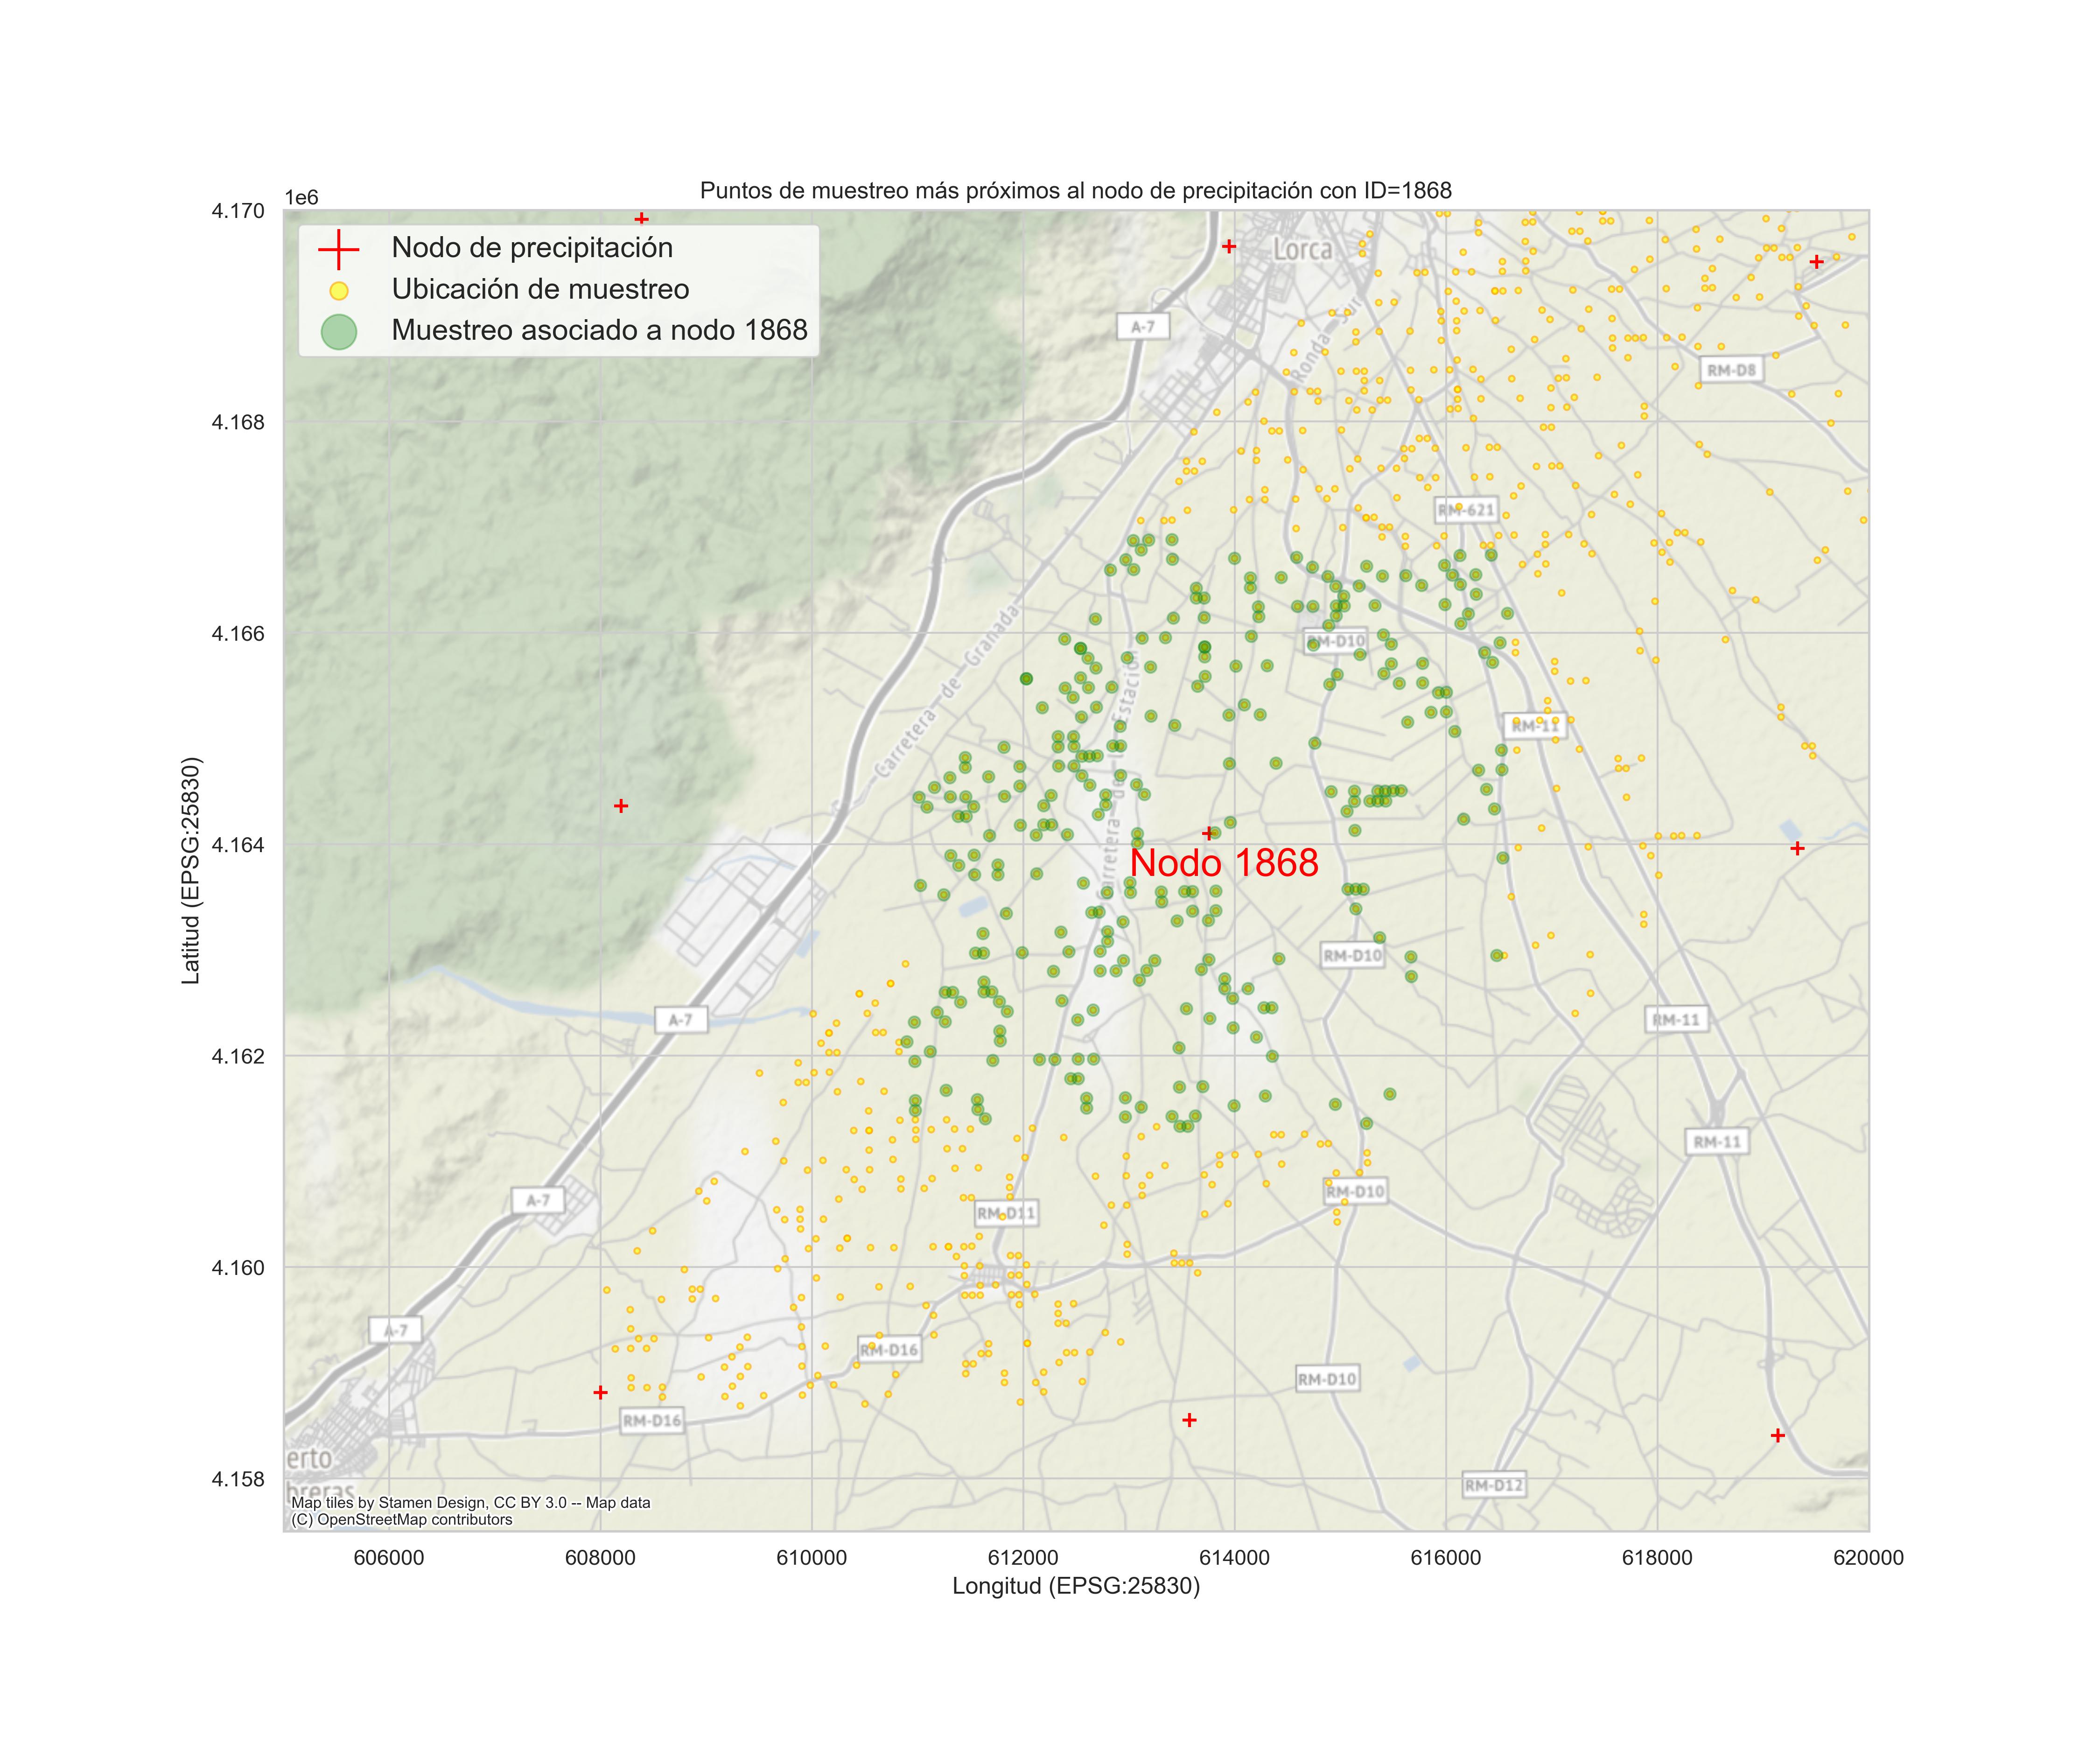 Puntos de muestreo más próximos al nodo de precipitación con ID=1868
1e6
4.170
Nodo de precipitación
Ubicación de muestreo
Muestreo asociado a nodo 1868
Lorca
A-7
Ronda Sur
RM-D8
4.168
RM-621
4.166
Carretera de Granada
RM-D10
Carretera de la Estación
RM-11
4.164
Nodo 1868
RM-D10
A-7
RM-11
4.162
RM-11
A-7
RM-D10
RM-D11
4.160
A-7
RM-D16
RM-D10
RM-D16
erto
breras
4.158
RM-D12
Map tiles by Stamen Design, CC BY 3.0 -- Map data
(C) OpenStreetMap contributors
606000
608000
610000
612000
614000
616000
618000
620000
Longitud (EPSG:25830)
Latitud (EPSG:25830)